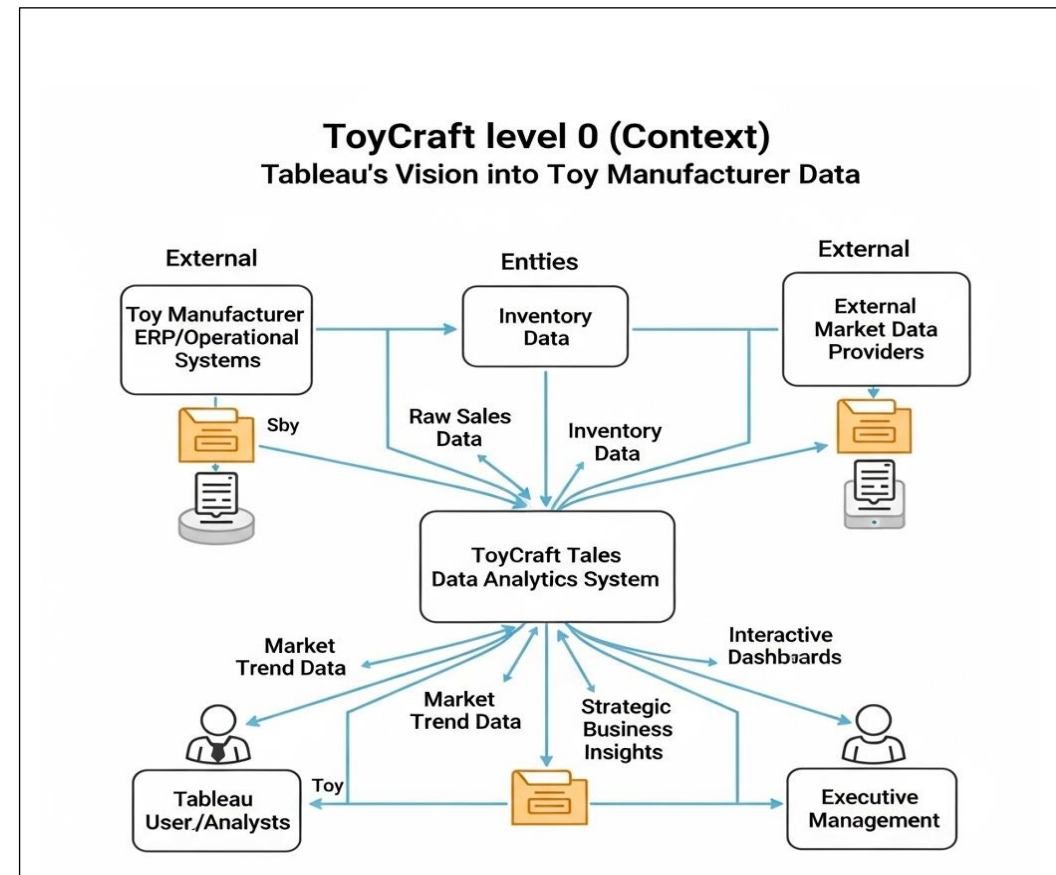 ToyCraft level 0 (Context)
Tableau's Vision into Toy Manufacturer Data
External
Entties
External
Toy Manufacturer
ERP/Operational
Systems
Inventory
Data
External
Market Data
Providers
Sby
Raw Sales
Data
Inventory
Data
ToyCraft Tales
Data Analytics System
Market
Trend Data
Market
Trend Data
Strategic
Business
Insights
Interactive
Dashboards
Toy
Tableau
User./Analysts
Executive
Management